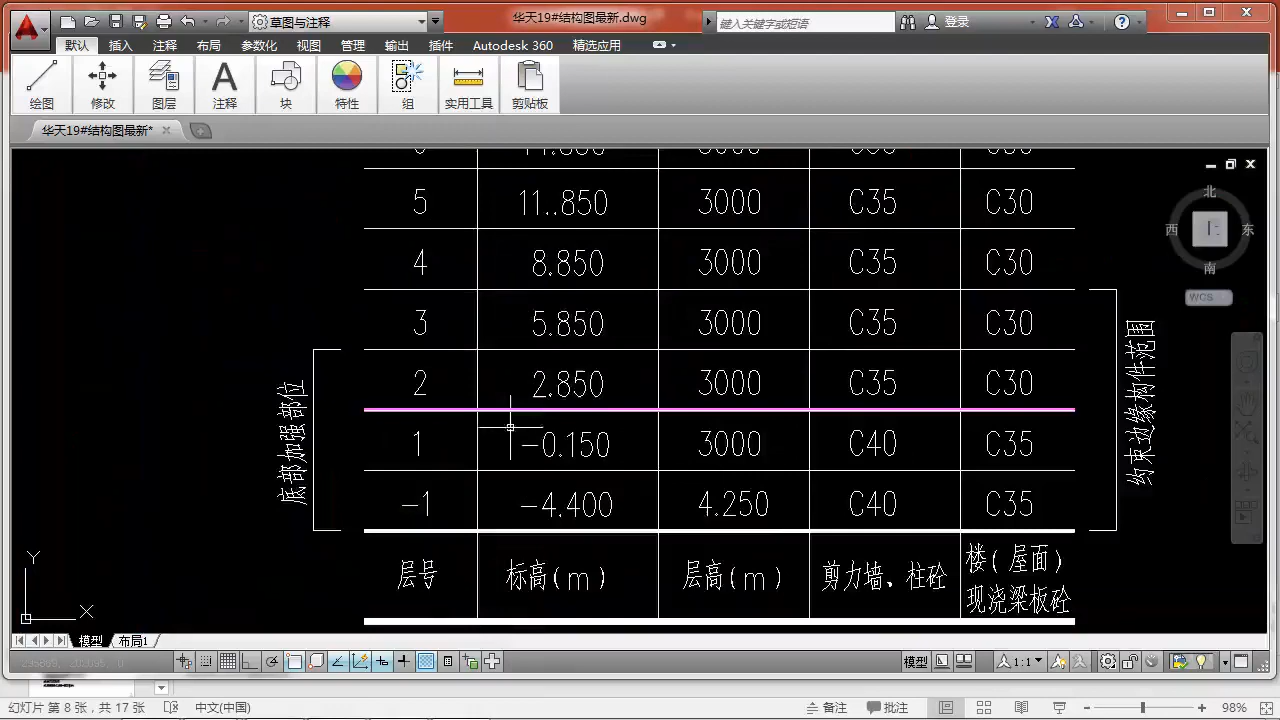 草图与注释
华天19#结构图最新.dwg
键入关键字或短语
登录
默认 插入 注释 布局 参数化 视图 管理 输出 插件 Autodesk 360 精选应用
绘图 修改 图层 注释 块 特性 组 实用工具 剪贴板
华天19#结构图最新*
5 11..850 3000 C35 C30
4 8.850 3000 C35 C30
3 5.850 3000 C35 C30
2 2.850 3000 C35 C30
1 -0.150 3000 C40 C35
-1 -4.400 4.250 C40 C35
层号 标高(m) 层高(m) 剪力墙、柱砼 楼(屋面)
现浇梁板砼
底部加强部位
约束边缘构件范围
北
西 上 东
南
WCS
Y
X
模型 布局1
模型 1:1
幻灯片 第 8 张，共 17 张 中文(中国) 备注 批注 98%